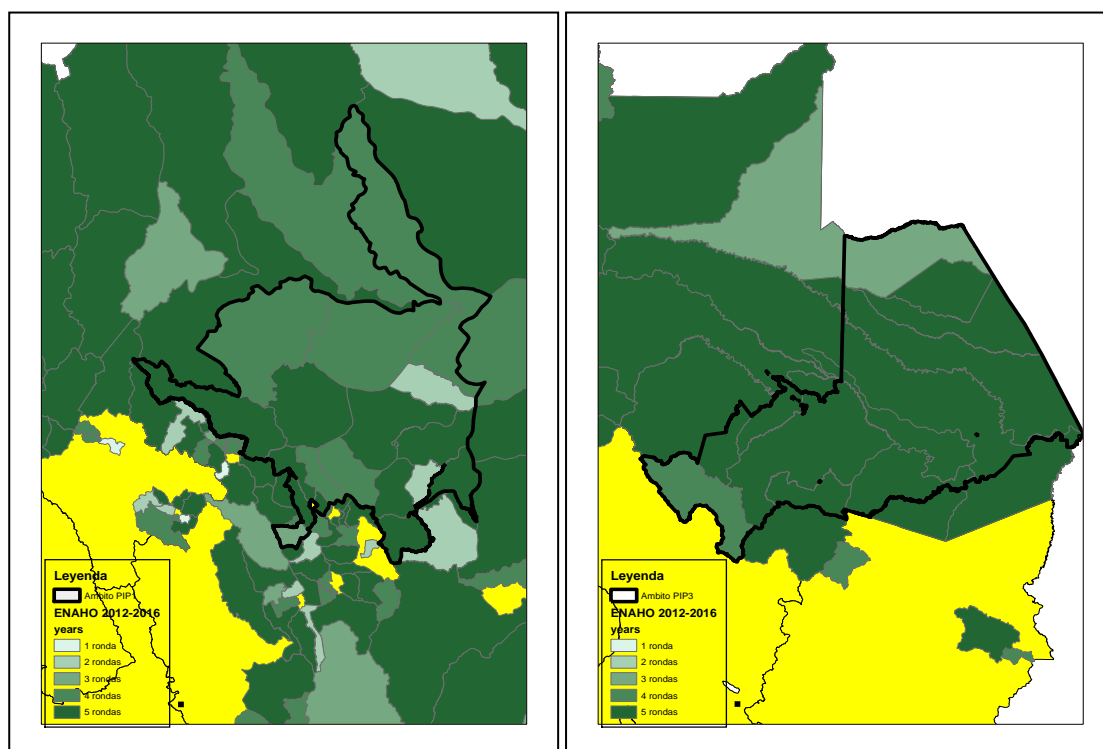 Leyenda
Ambito PIP1
ENAHO 2012-2016
years
1 ronda
2 rondas
3 rondas
4 rondas
5 rondas
Leyenda
Ambito PIP3
ENAHO 2012-2016
years
1 ronda
2 rondas
3 rondas
4 rondas
5 rondas